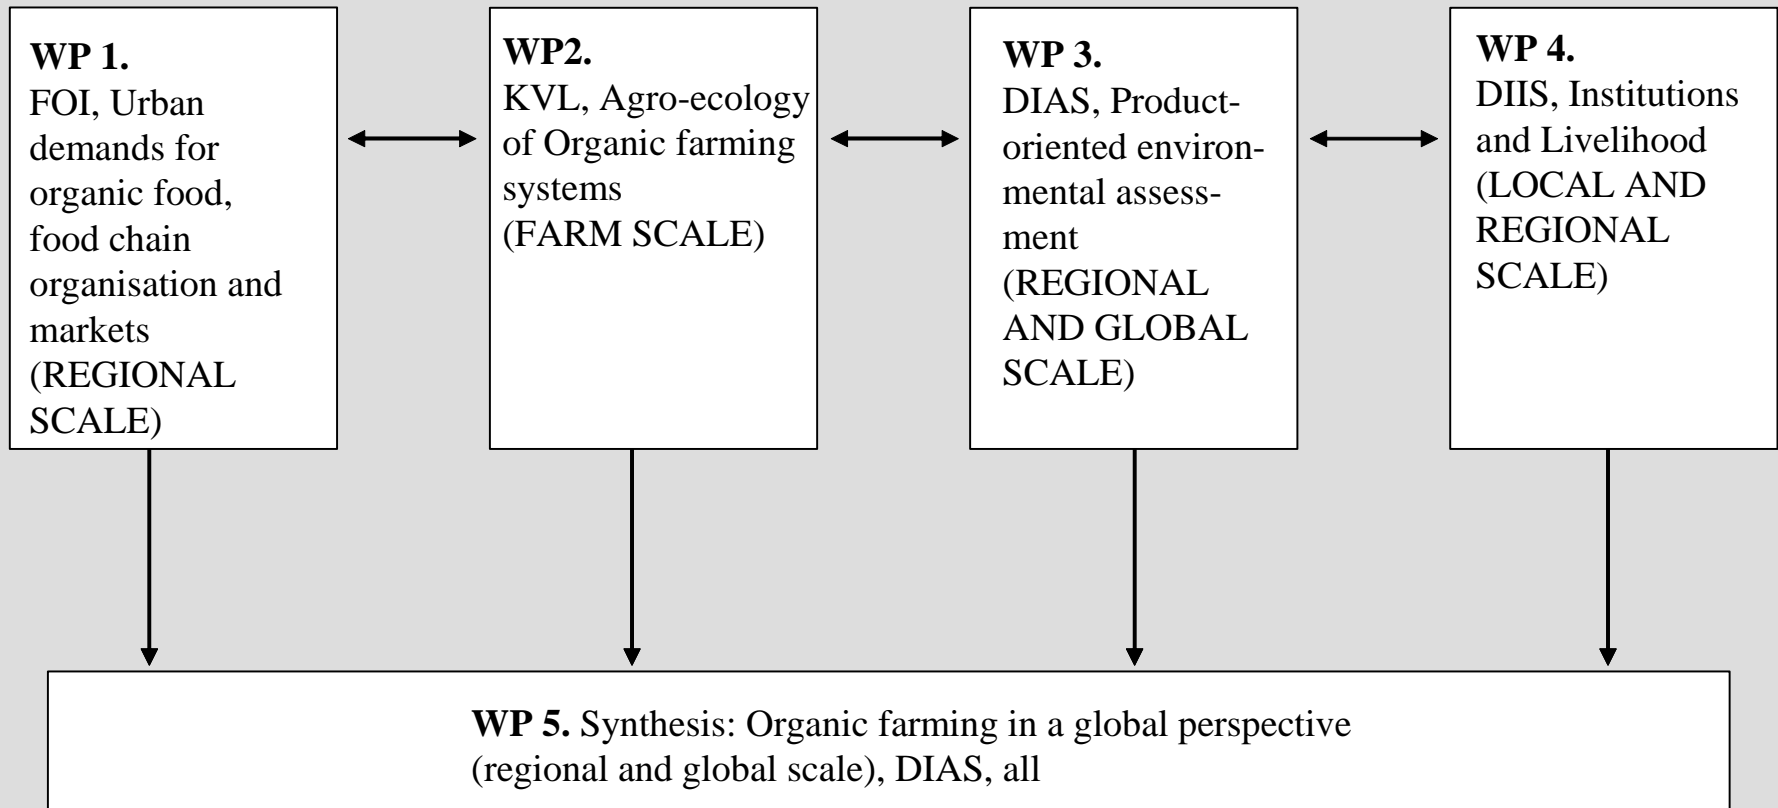 WP 1.
FOI, Urban
demands for
organic food,
food chain
organisation and
markets
(REGIONAL
SCALE)
WP2.
KVL, Agro-ecology
of Organic farming
systems
(FARM SCALE)
WP 3.
DIAS, Product-
oriented environ-
mental assess-
ment
(REGIONAL
AND GLOBAL
SCALE)
WP 4.
DIIS, Institutions
and Livelihood
(LOCAL AND
REGIONAL
SCALE)
WP 5. Synthesis: Organic farming in a global perspective
(regional and global scale), DIAS, all